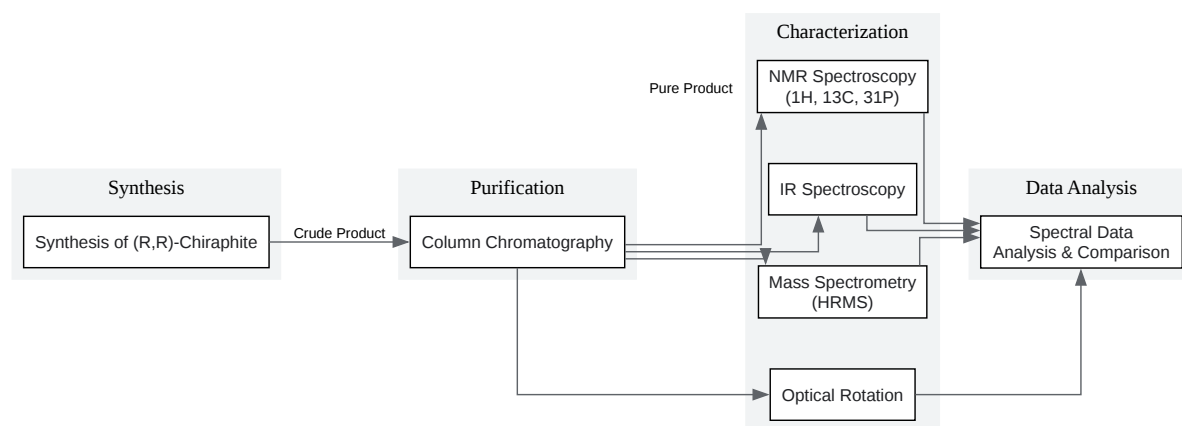 Synthesis
Synthesis of (R,R)-Chiraphite
Crude Product
Purification
Column Chromatography
Pure Product
Characterization
NMR Spectroscopy
(1H, 13C, 31P)
IR Spectroscopy
Mass Spectrometry
(HRMS)
Optical Rotation
Data Analysis
Spectral Data
Analysis & Comparison